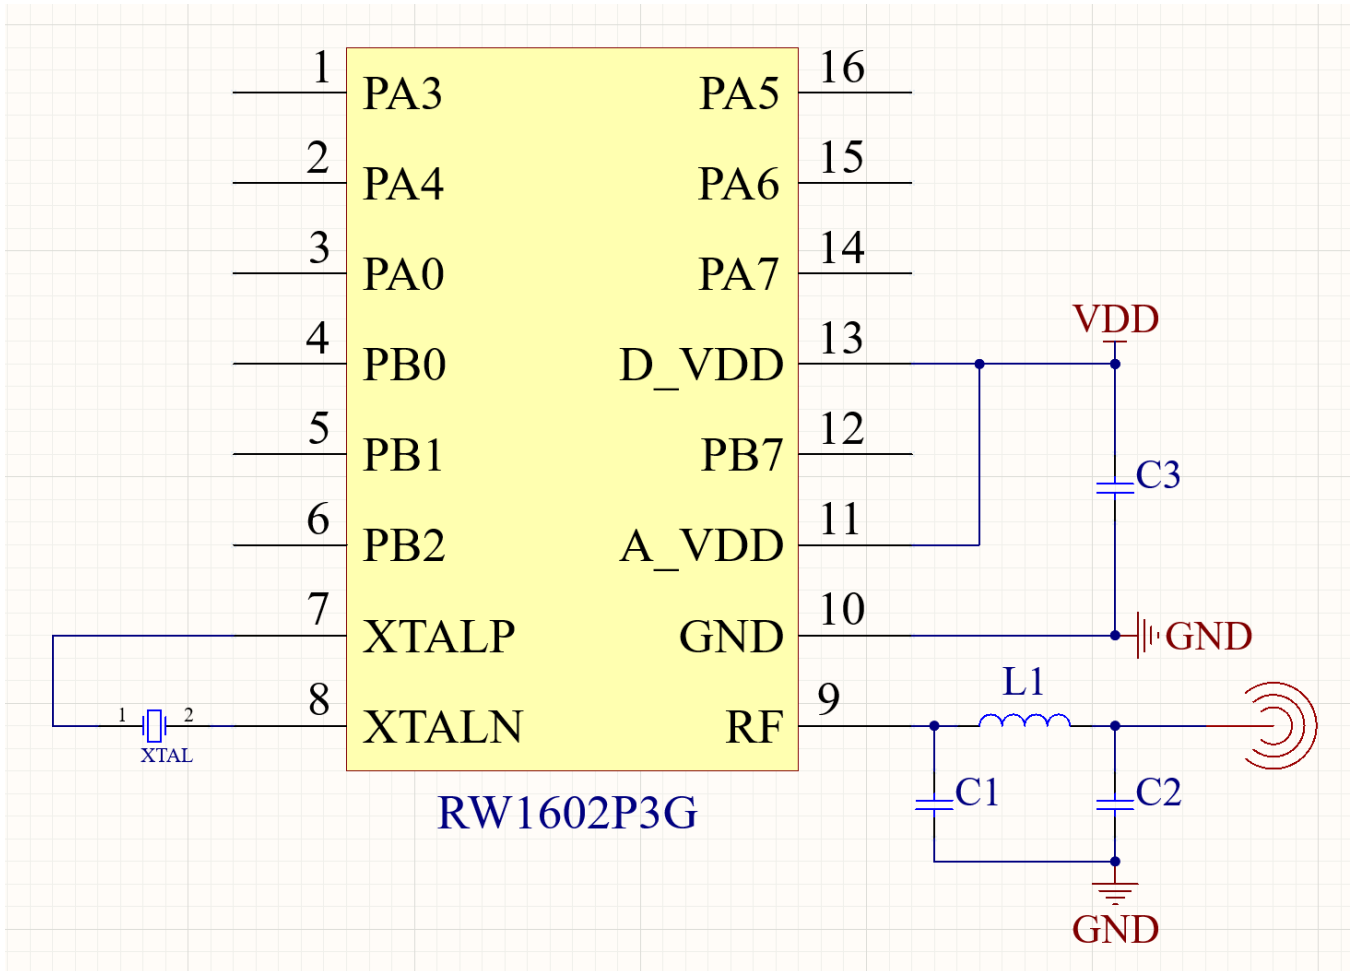 1 PA3 PA5 16
2 PA4 PA6 15
3 PA0 PA7 14
VDD
4 PB0 D_VDD 13
5 PB1 PB7 12
C3
6 PB2 A_VDD 11
7 XTALP GND 10 GND
L1
1 2 8 XTALN RF 9
XTAL
C1 C2
RW1602P3G
GND